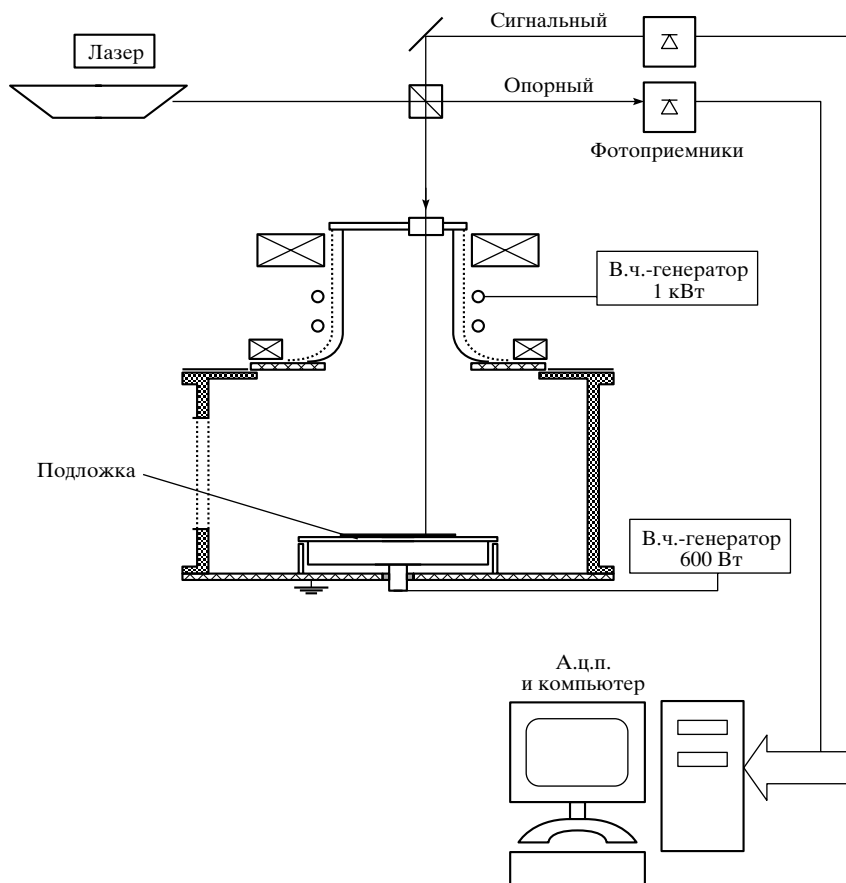 Сигнальный
Лазер
Опорный
Фотоприемники
В.ч.-генератор
1 кВт
Подложка
В.ч.-генератор
600 Вт
А.ц.п.
и компьютер